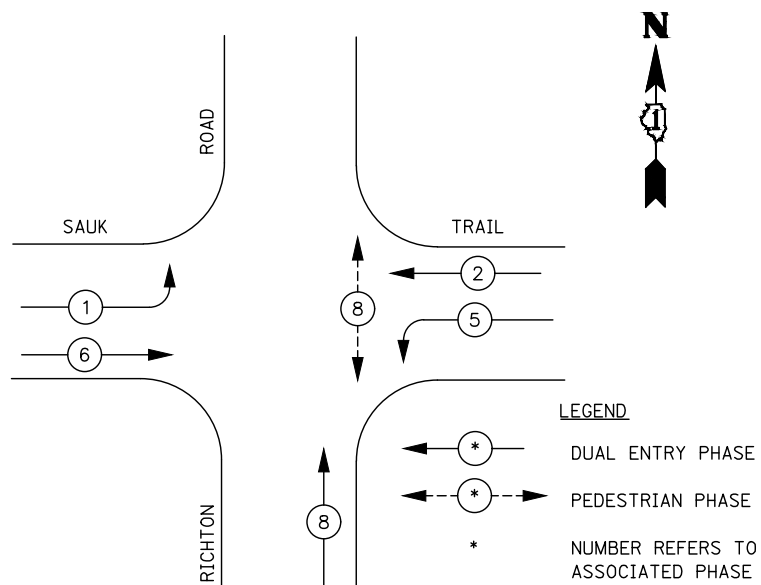 N
1
ROAD
SAUK
TRAIL
2
1
8
5
6
LEGEND
* DUAL ENTRY PHASE
* PEDESTRIAN PHASE
* NUMBER REFERS TO
ASSOCIATED PHASE
8
RICHTON